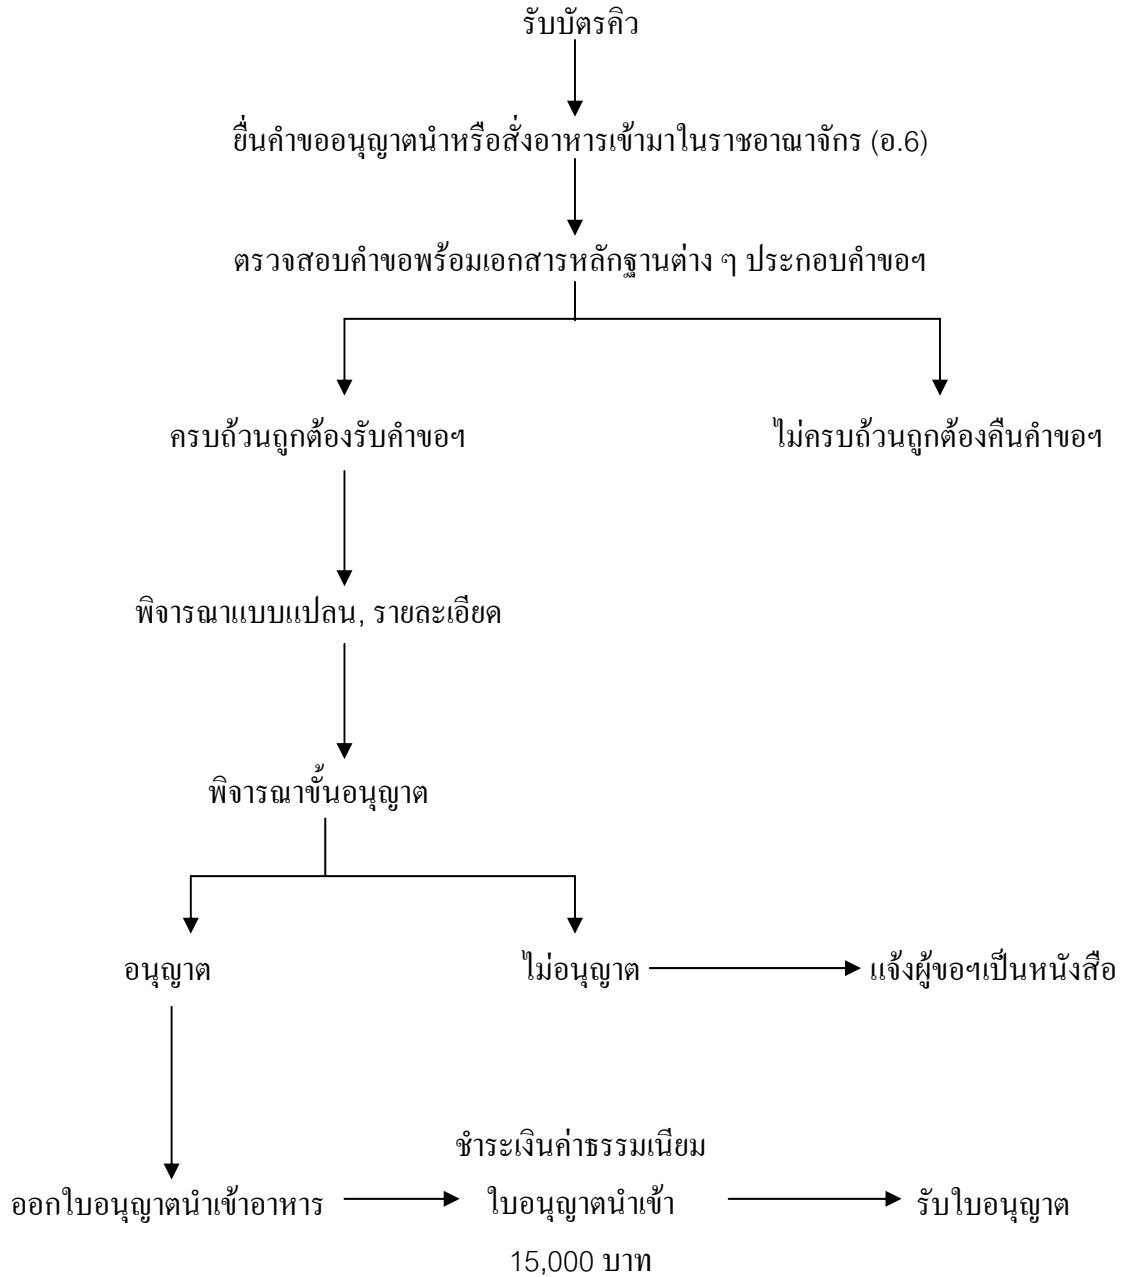 รับบัตรคิว
ยื่นคำขออนุญาตนำหรือสั่งอาหารเข้ามาในราชอาณาจักร (อ.6)
ตรวจสอบคำขอพร้อมเอกสารหลักฐานต่าง ๆ ประกอบคำขอฯ
ครบถ้วนถูกต้องรับคำขอฯ
ไม่ครบถ้วนถูกต้องคืนคำขอฯ
พิจารณาแบบแปลน, รายละเอียด
พิจารณาขั้นอนุญาต
อนุญาต
ไม่อนุญาต
แจ้งผู้ขอฯเป็นหนังสือ
ออกใบอนุญาตนำเข้าอาหาร
ชำระเงินค่าธรรมเนียม
ใบอนุญาตนำเข้า
15,000 บาท
รับใบอนุญาต